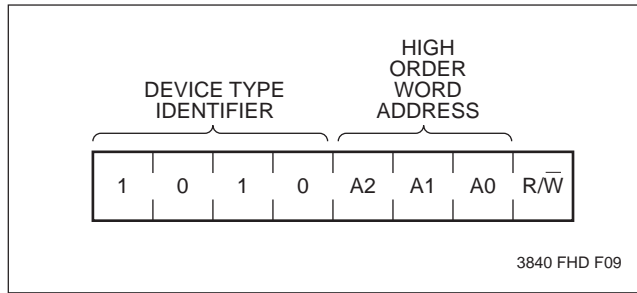 HIGH
ORDER
WORD
ADDRESS
DEVICE TYPE
IDENTIFIER
1 0 1 0 A2 A1 A0 R/W̅
3840 FHD F09